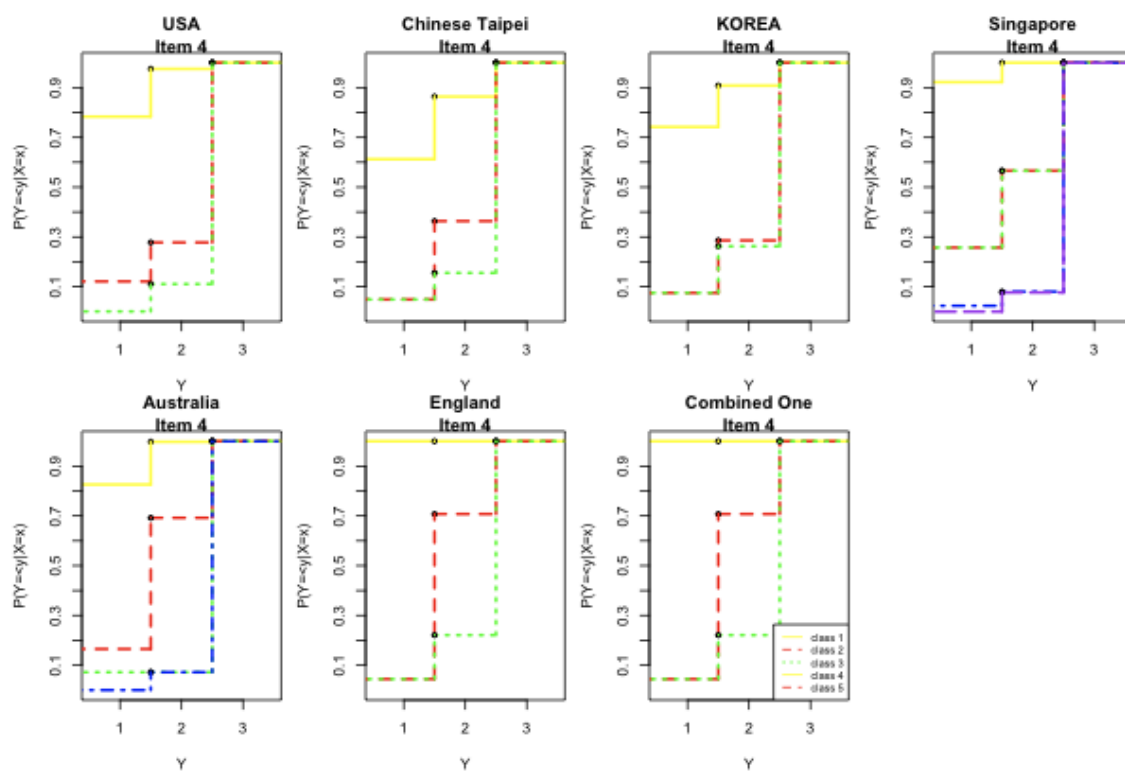 USA
Item 4
Chinese Taipei
Item 4
KOREA
Item 4
Singapore
Item 4
P(Y=<y|X=x)
0.1 0.3 0.5 0.7 0.9
1 2 3
Y
P(Y=<y|X=x)
0.1 0.3 0.5 0.7 0.9
1 2 3
Y
P(Y=<y|X=x)
0.1 0.3 0.5 0.7 0.9
1 2 3
Y
P(Y=<y|X=x)
0.1 0.3 0.5 0.7 0.9
1 2 3
Y
Australia
Item 4
England
Item 4
Combined One
Item 4
P(Y=<y|X=x)
0.1 0.3 0.5 0.7 0.9
1 2 3
Y
P(Y=<y|X=x)
0.1 0.3 0.5 0.7 0.9
1 2 3
Y
P(Y=<y|X=x)
0.1 0.3 0.5 0.7 0.9
1 2 3
Y
class 1
class 2
class 3
class 4
class 5